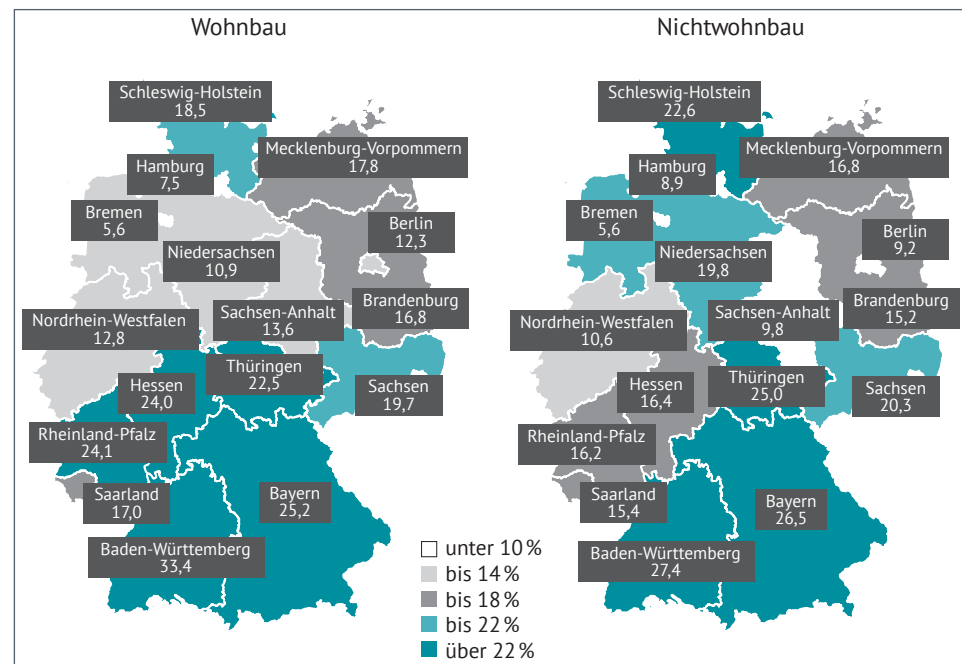 Wohnbau
Schleswig-Holstein
18,5
Mecklenburg-Vorpommern
17,8
Hamburg
7,5
Bremen
5,6
Berlin
12,3
Niedersachsen
10,9
Brandenburg
16,8
Sachsen-Anhalt
13,6
Nordrhein-Westfalen
12,8
Thüringen
22,5
Hessen
24,0
Sachsen
19,7
Rheinland-Pfalz
24,1
Saarland
17,0
Bayern
25,2
Baden-Württemberg
33,4
Nichtwohnbau
Schleswig-Holstein
22,6
Mecklenburg-Vorpommern
16,8
Hamburg
8,9
Bremen
5,6
Berlin
9,2
Niedersachsen
19,8
Brandenburg
15,2
Sachsen-Anhalt
9,8
Nordrhein-Westfalen
10,6
Thüringen
25,0
Hessen
16,4
Sachsen
20,3
Rheinland-Pfalz
16,2
Saarland
15,4
Bayern
26,5
Baden-Württemberg
27,4
unter 10 %
bis 14 %
bis 18 %
bis 22 %
über 22 %